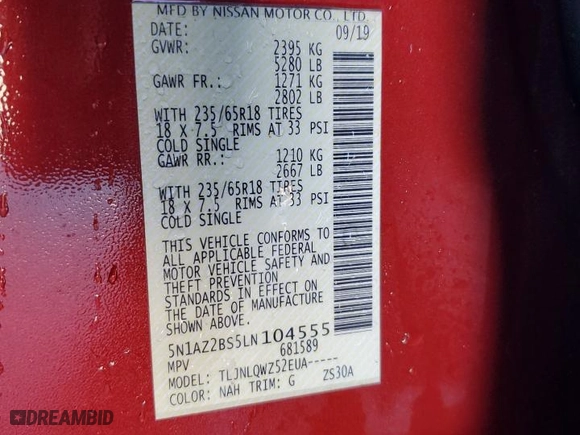 MFD BY NISSAN MOTOR CO., LTD.
DATE: 09/19
GVWR: 2395 KG
5280 LB
GAWR FR.: 1271 KG
2802 LB
WITH 235/65R18 TIRES
18 X 7.5 RIMS AT 33 PSI
COLD SINGLE
GAWR RR.: 1210 KG
2667 LB
WITH 235/65R18 TIRES
18 X 7.5 RIMS AT 33 PSI
COLD SINGLE
THIS VEHICLE CONFORMS TO
ALL APPLICABLE FEDERAL
MOTOR VEHICLE SAFETY AND
THEFT PREVENTION
STANDARDS IN EFFECT ON
THE DATE OF MANUFACTURE
SHOWN ABOVE.
5N1AZ2BS5LN104555
MPV 681589
MODEL: TLJNLQWZ52EUA-----
COLOR: NAH TRIM: G ZS30A
DREAMBID